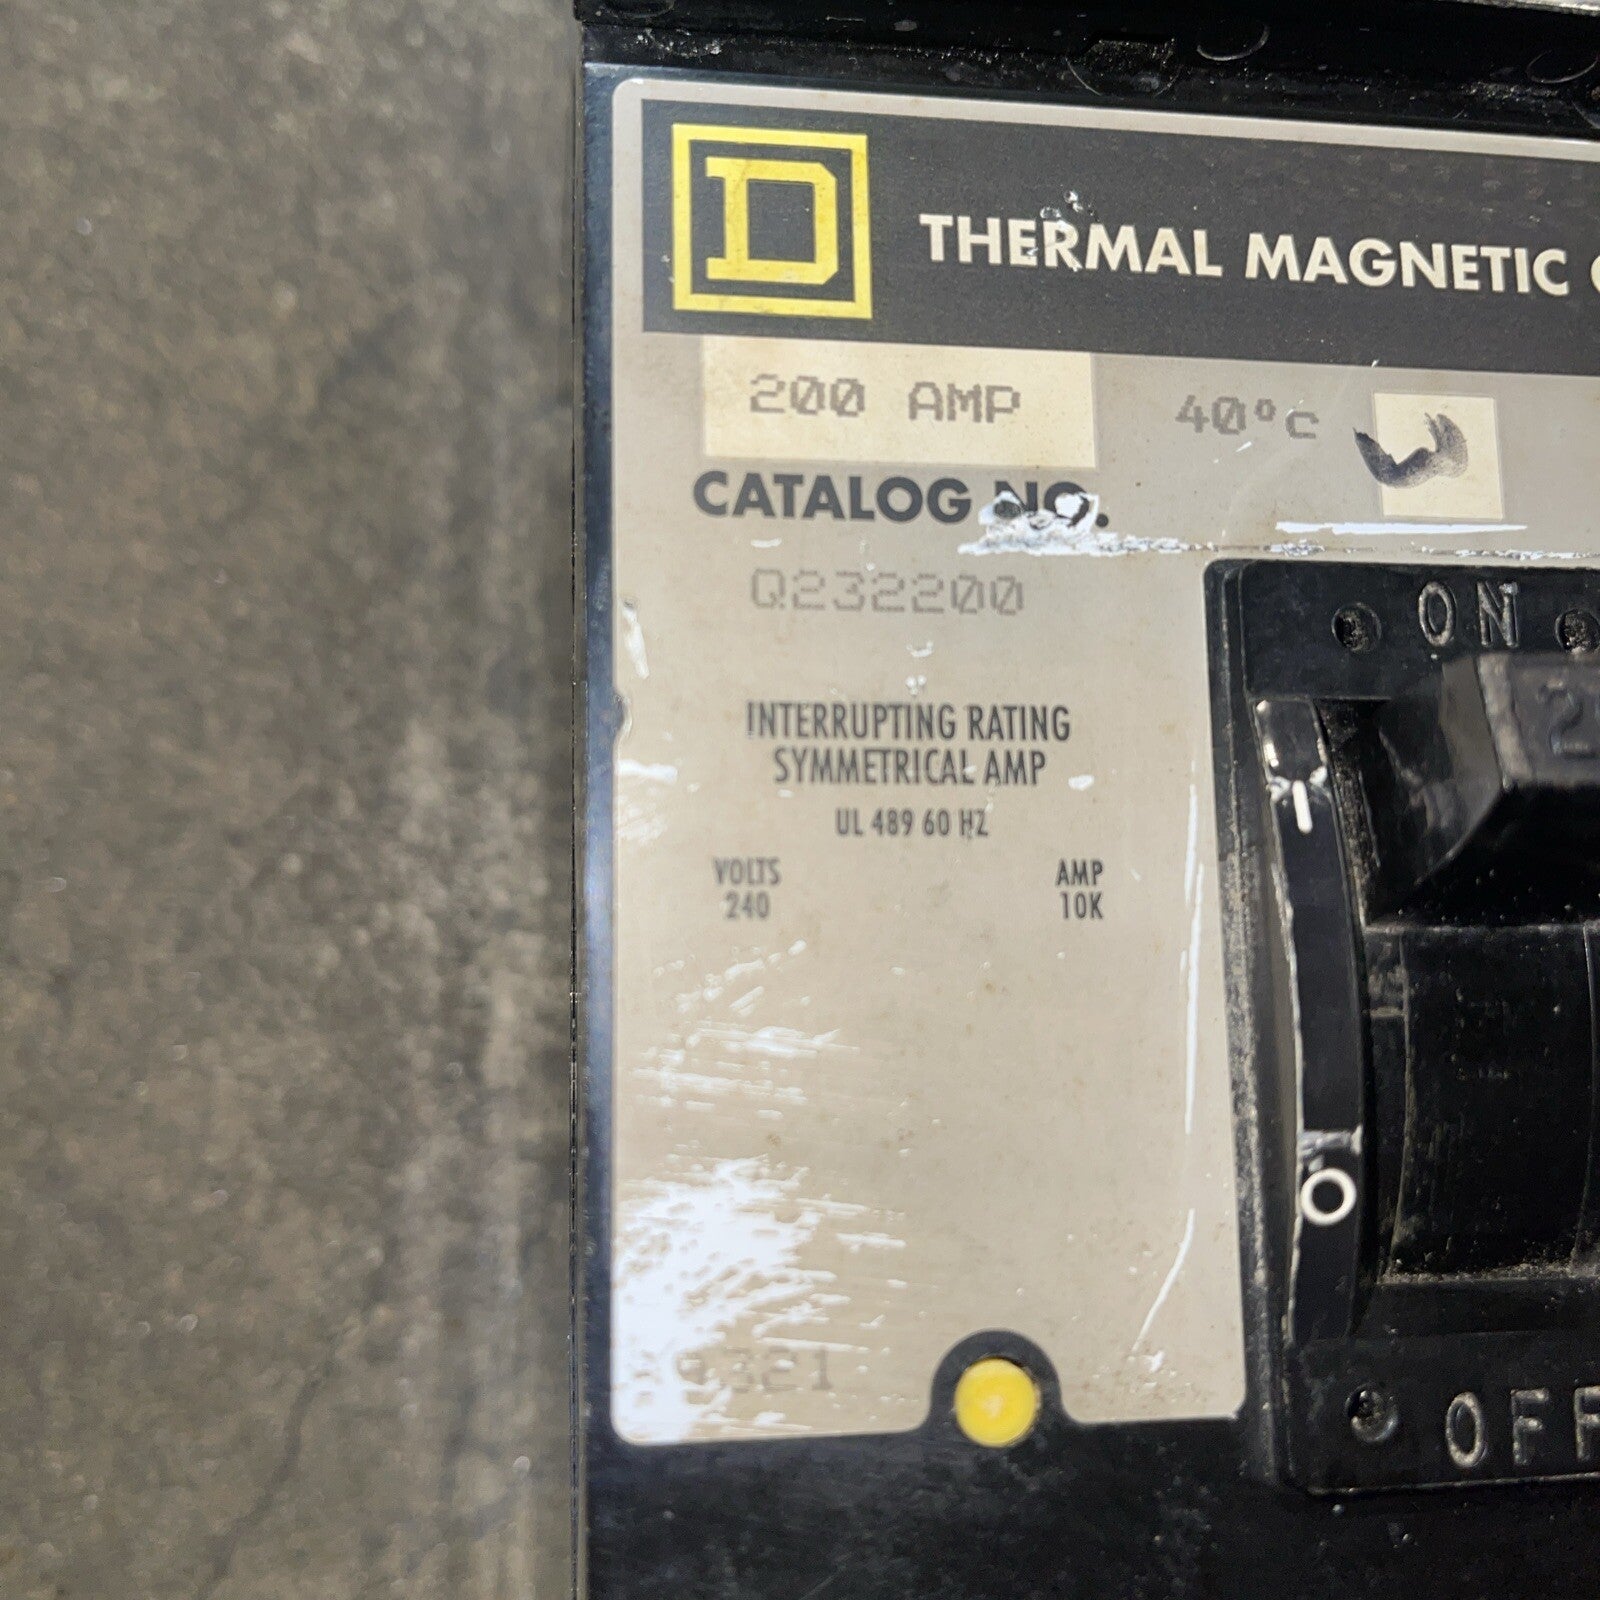 D
THERMAL MAGNETIC
200 AMP 40°C
CATALOG NO.
Q232200
INTERRUPTING RATING
SYMMETRICAL AMP
UL 489 60 HZ
VOLTS AMP
240 10K
ON
I
O
OFF